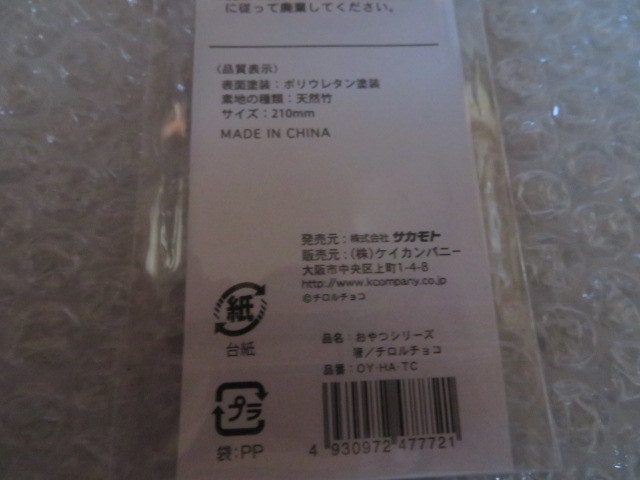 に従って廃棄してください。
〈品質表示〉
表面塗装：ポリウレタン塗装
素地の種類：天然竹
サイズ：210mm
MADE IN CHINA
発売元：株式会社 サカモト
販売元：(株)ケイカンパニー
大阪市中央区上町1-4-8
http://www.kcompany.co.jp
©チロルチョコ
紙
台紙
品名：おやつシリーズ
箸／チロルチョコ
品番：OY-HA-TC
プラ
袋：PP
4 930972 477721